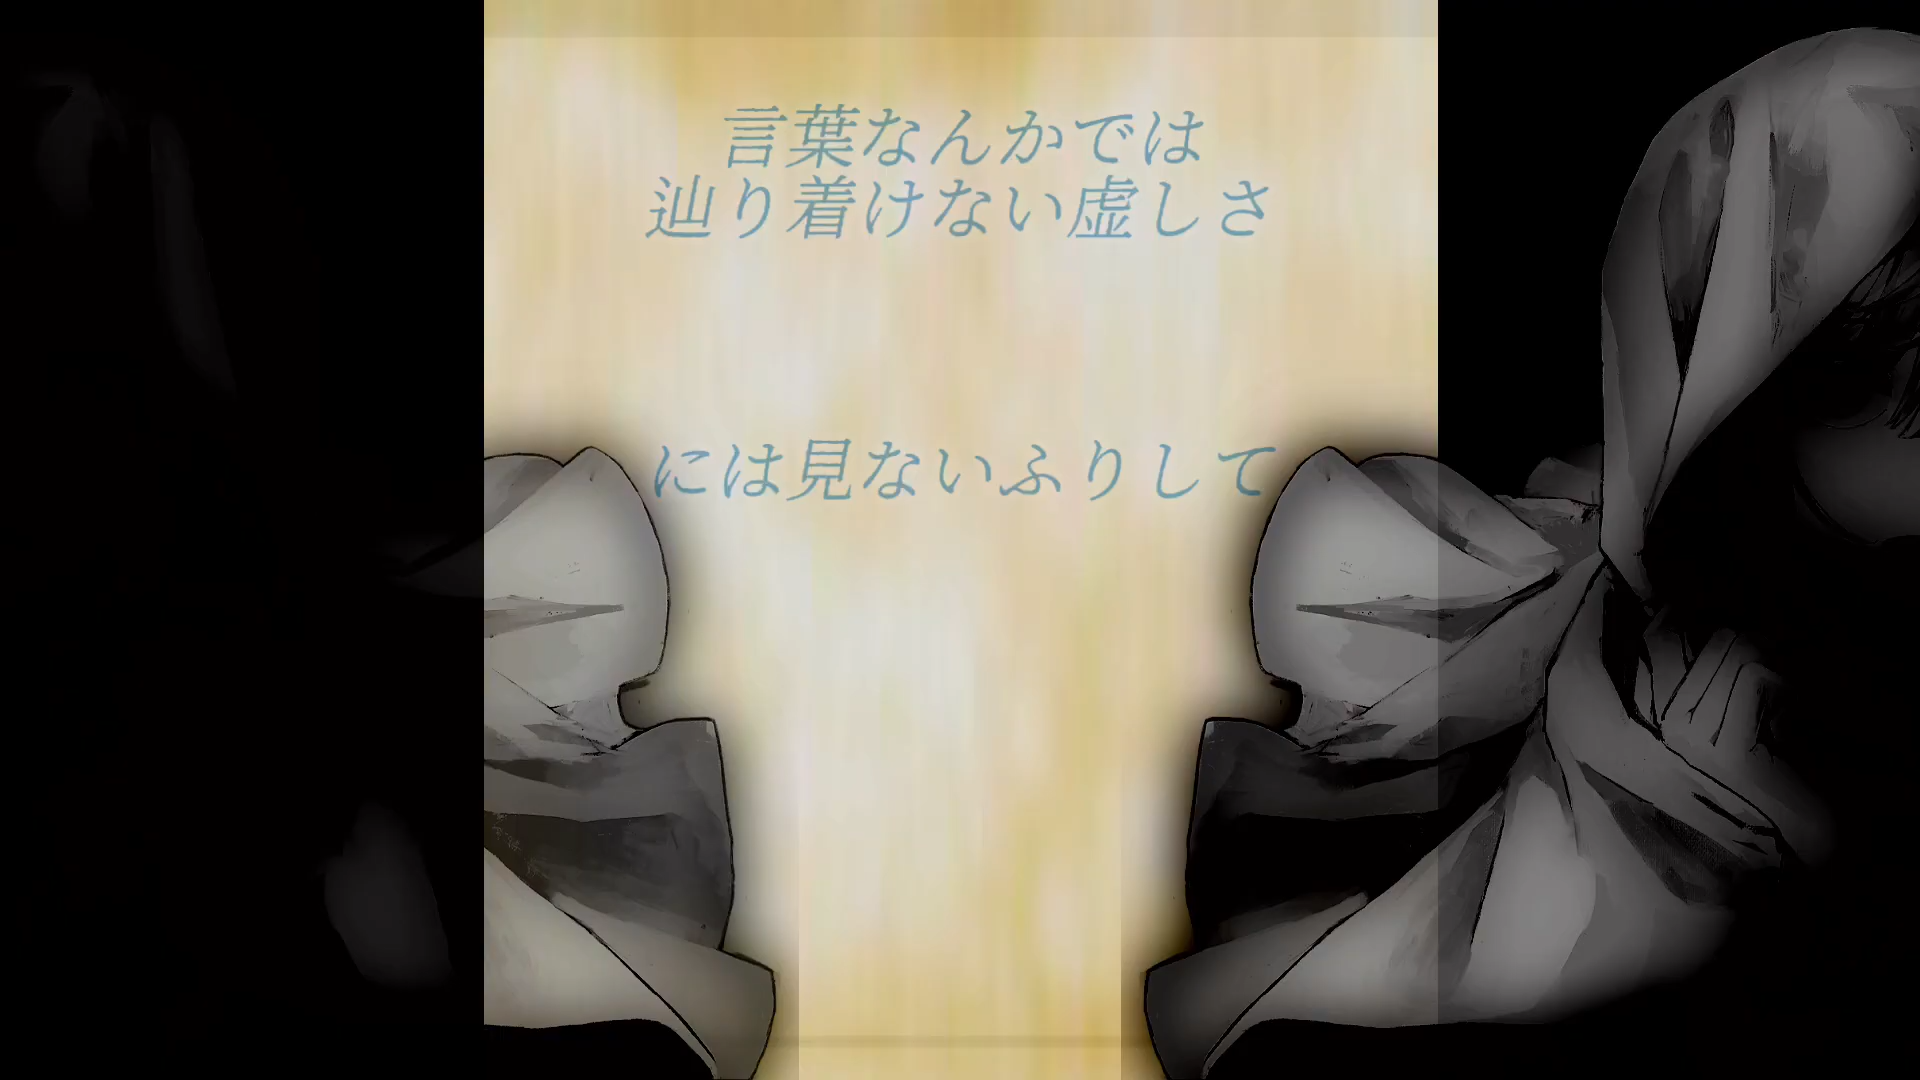 言葉なんかでは
辿り着けない虚しさ
には見ないふりして